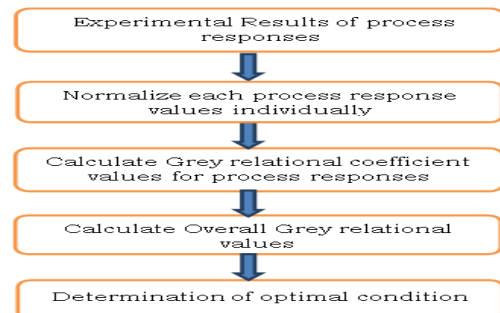 Experimental Results of process
responses
Normalize each process response
values individually
Calculate Grey relational coefficient
values for process responses
Calculate Overall Grey relational
values
Determination of optimal condition